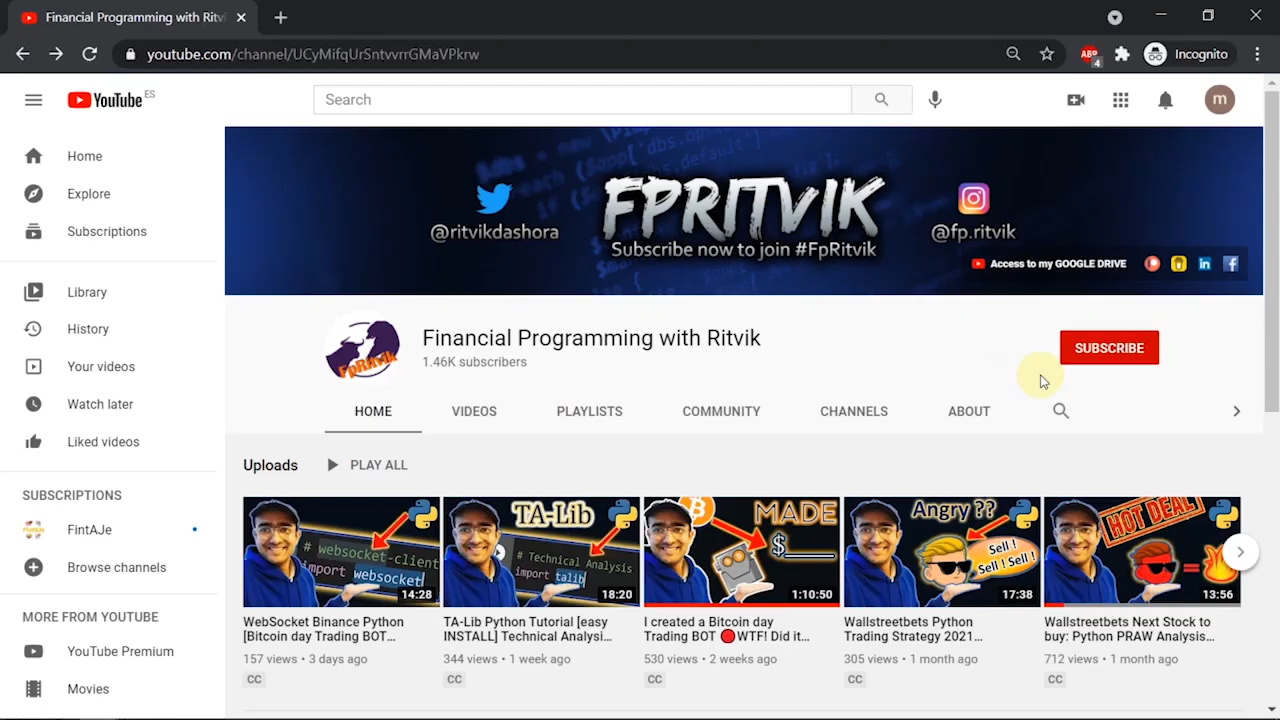 Financial Programming with Ritvi
youtube.com/channel/UCyMifqUrSntvvrrGMaVPkrw
ABP
4
Incognito
YouTube ES
Search
m
Home
Explore
Subscriptions
Library
History
Your videos
Watch later
Liked videos
SUBSCRIPTIONS
FintAJe
Browse channels
MORE FROM YOUTUBE
YouTube Premium
Movies
@ritvikdashora
FPRITVIK
Subscribe now to join #FpRitvik
@fp.ritvik
Access to my GOOGLE DRIVE
FpRitvik
Financial Programming with Ritvik
1.46K subscribers
SUBSCRIBE
HOME
VIDEOS
PLAYLISTS
COMMUNITY
CHANNELS
ABOUT
Uploads
PLAY ALL
# websocket-client
import websocket
14:28
WebSocket Binance Python
[Bitcoin day Trading BOT...
157 views • 3 days ago
CC
TA-Lib
# Technical Analysis
import talib
18:20
TA-Lib Python Tutorial [easy
INSTALL] Technical Analysi...
344 views • 1 week ago
CC
MADE
$___
1:10:50
I created a Bitcoin day
Trading BOT 🔴WTF! Did it...
530 views • 2 weeks ago
CC
Angry ??
Sell !
Sell ! Sell !
17:38
Wallstreetbets Python
Trading Strategy 2021...
305 views • 1 month ago
CC
HOT DEAL!
=
13:56
Wallstreetbets Next Stock to
buy: Python PRAW Analysis...
712 views • 1 month ago
CC